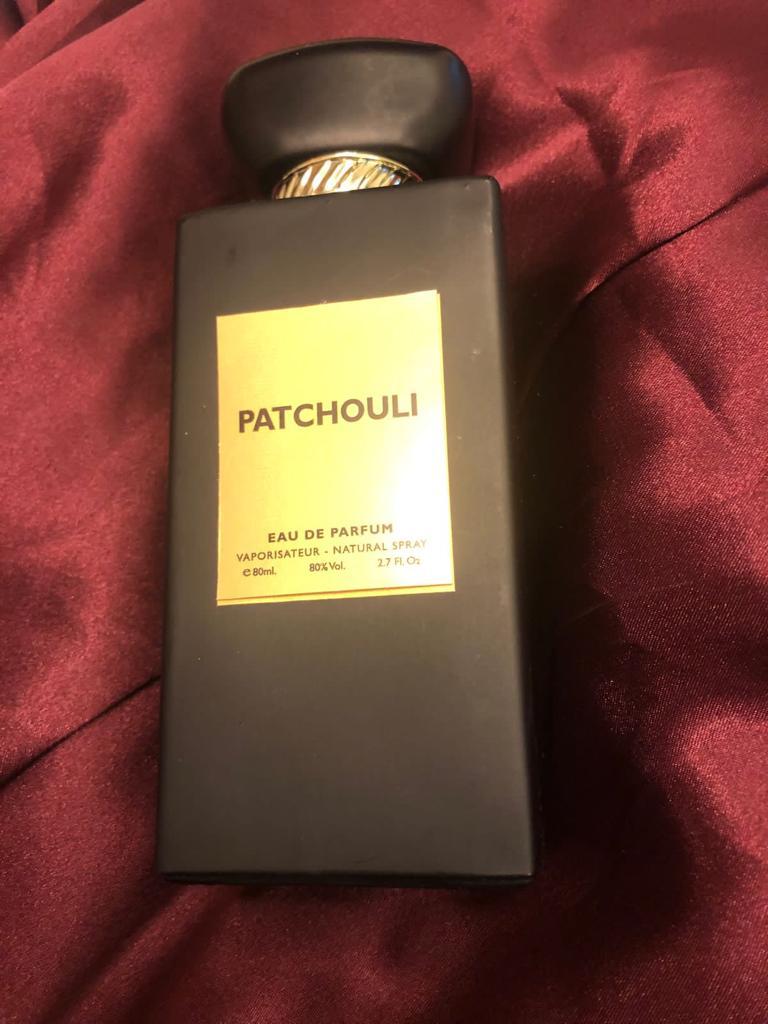 PATCHOULI
EAU DE PARFUM
VAPORISATEUR - NATURAL SPRAY
℮ 80ml. 80% Vol. 2.7 Fl. Oz